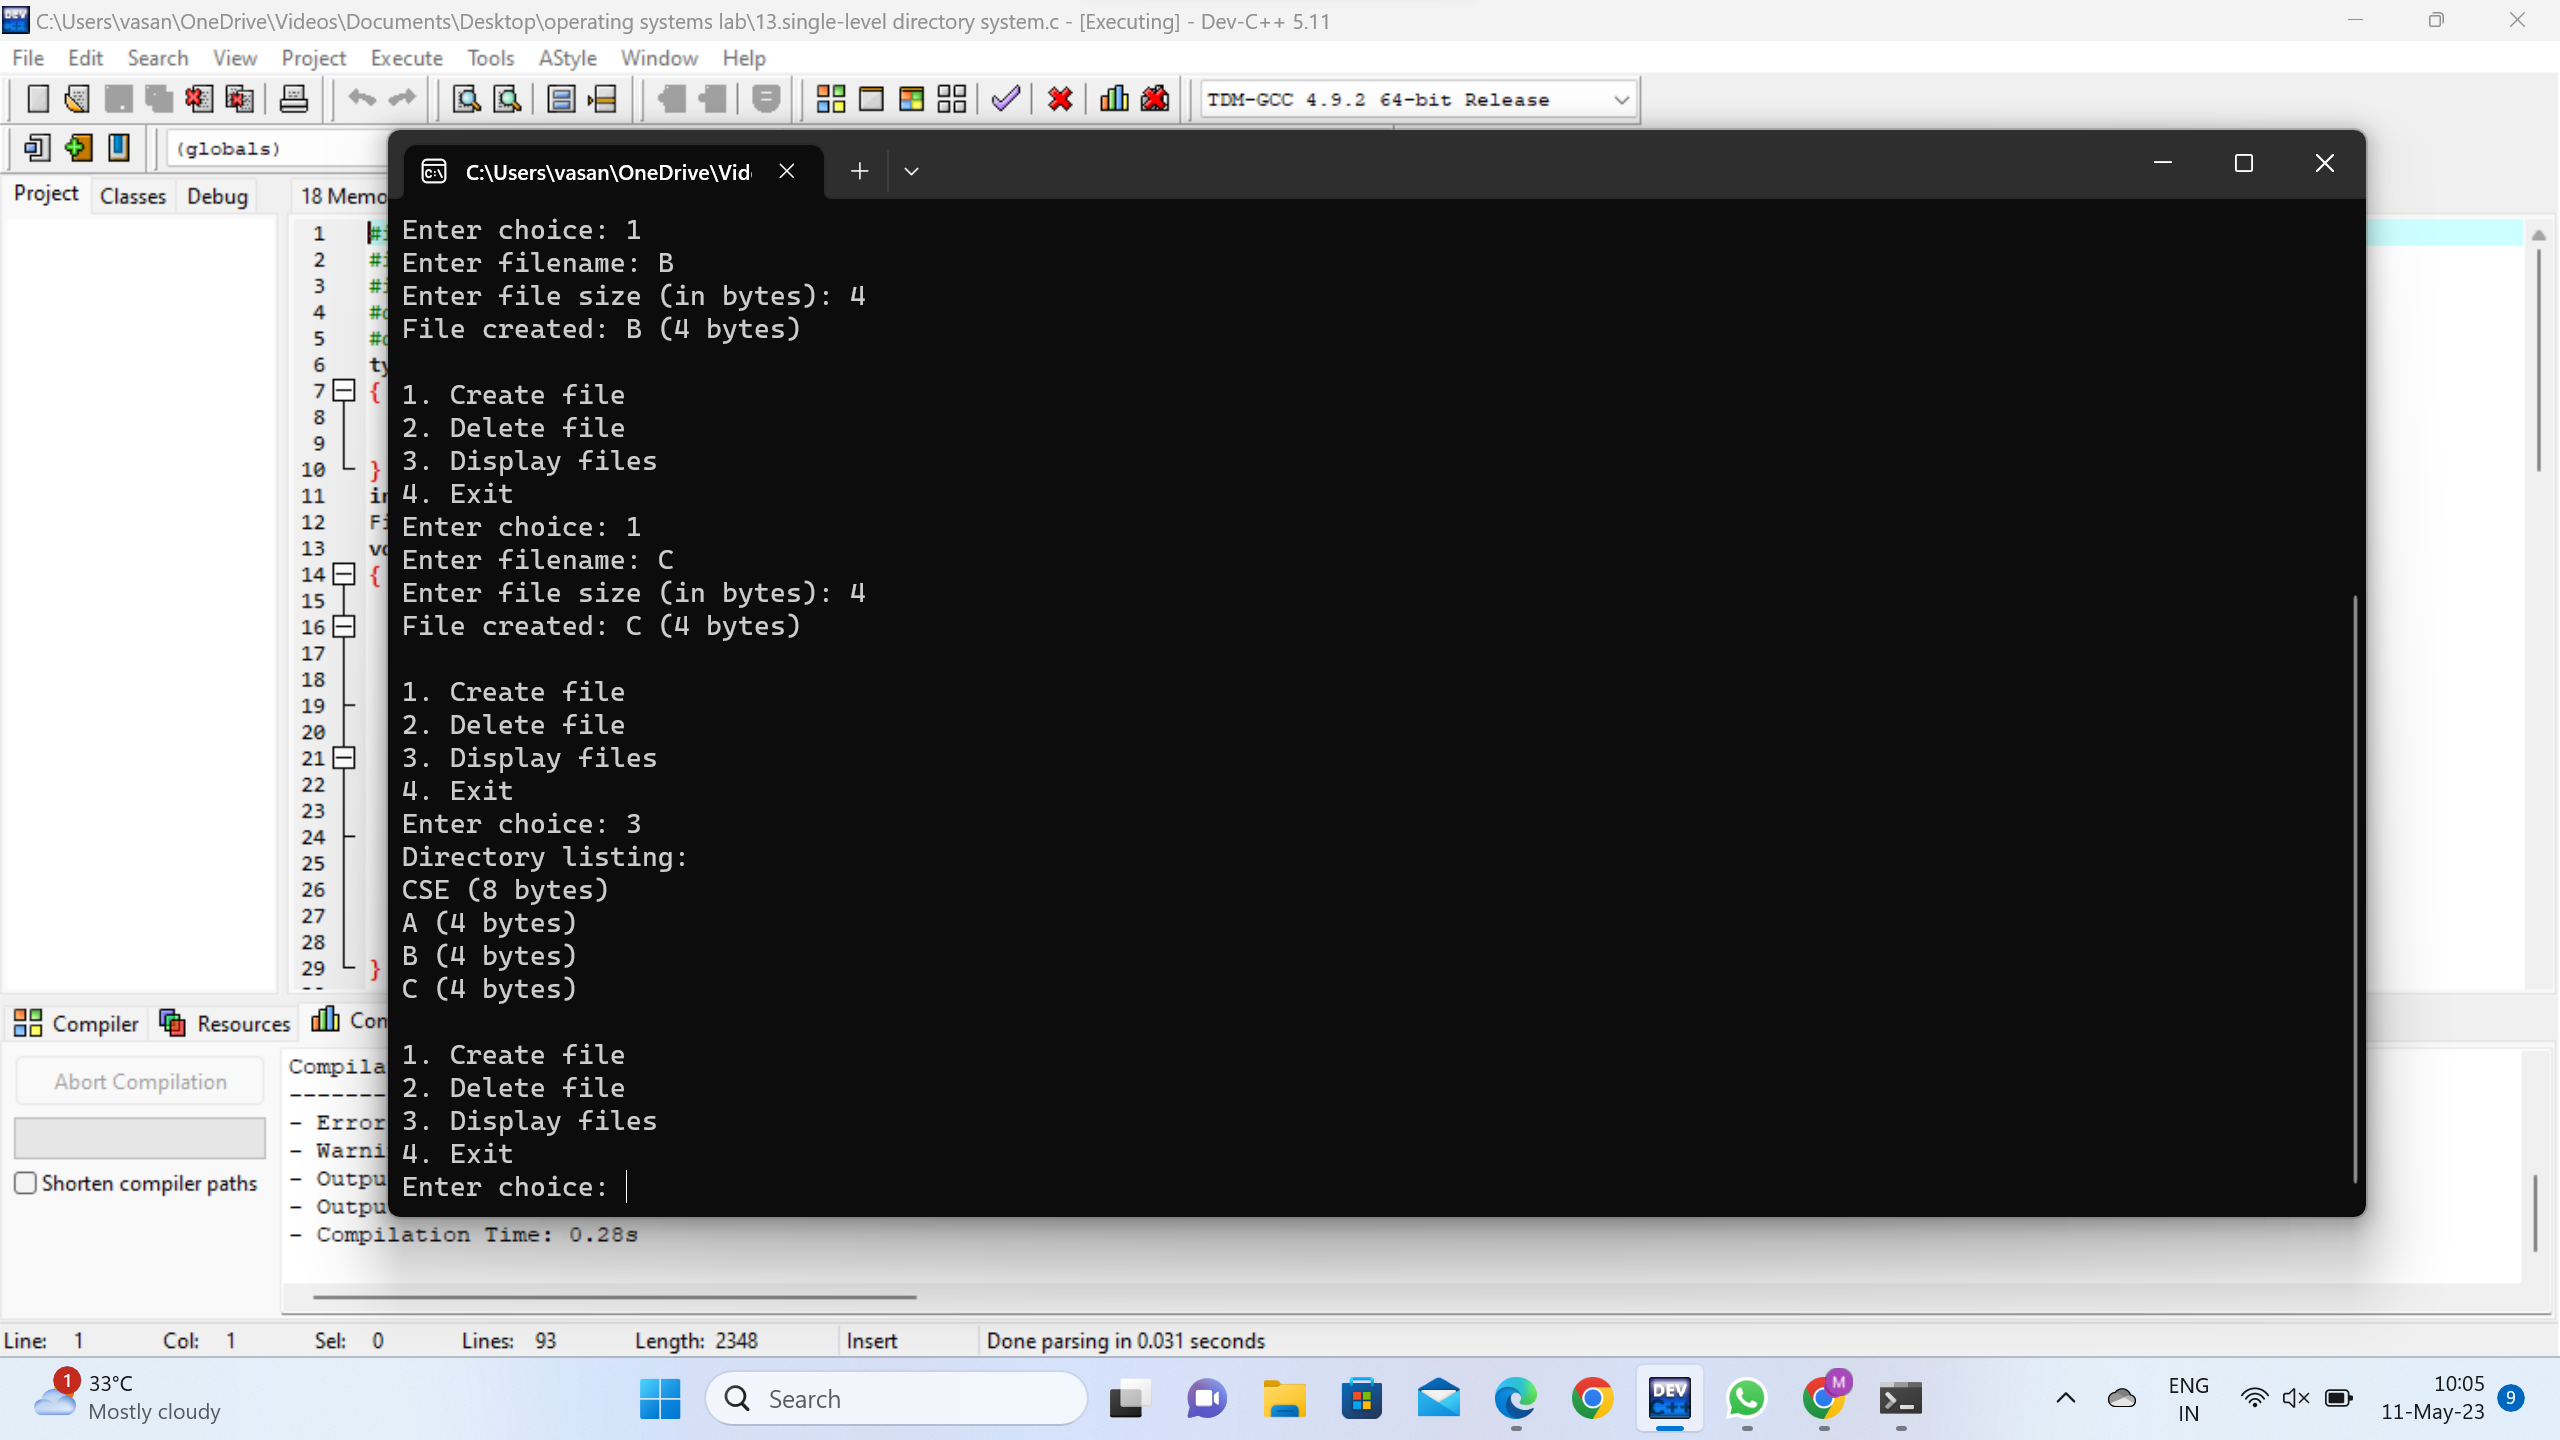 C:\Users\vasan\OneDrive\Videos\Documents\Desktop\operating systems lab\13.single-level directory system.c - [Executing] - Dev-C++ 5.11
File Edit Search View Project Execute Tools AStyle Window Help
TDM-GCC 4.9.2 64-bit Release
(globals)
C:\Users\vasan\OneDrive\Vid
Project Classes Debug
18
1
2
3
4
5
6
7 {
8
9
10 }
11
12
13
14 {
15
16
17
18
19
20
21
22
23
24
25
26
27
28
29 }
Enter choice: 1
Enter filename: B
Enter file size (in bytes): 4
File created: B (4 bytes)
1. Create file
2. Delete file
3. Display files
4. Exit
Enter choice: 1
Enter filename: C
Enter file size (in bytes): 4
File created: C (4 bytes)
1. Create file
2. Delete file
3. Display files
4. Exit
Enter choice: 3
Directory listing:
CSE (8 bytes)
A (4 bytes)
B (4 bytes)
C (4 bytes)
1. Create file
2. Delete file
3. Display files
4. Exit
Enter choice:
Compiler Resources
Abort Compilation
Shorten compiler paths
- Compilation Time: 0.28s
Line: 1 Col: 1 Sel: 0 Lines: 93 Length: 2348 Insert Done parsing in 0.031 seconds
1
33°C
Mostly cloudy
Search
DEV
C++
M
ENG
IN
10:05
11-May-23
9